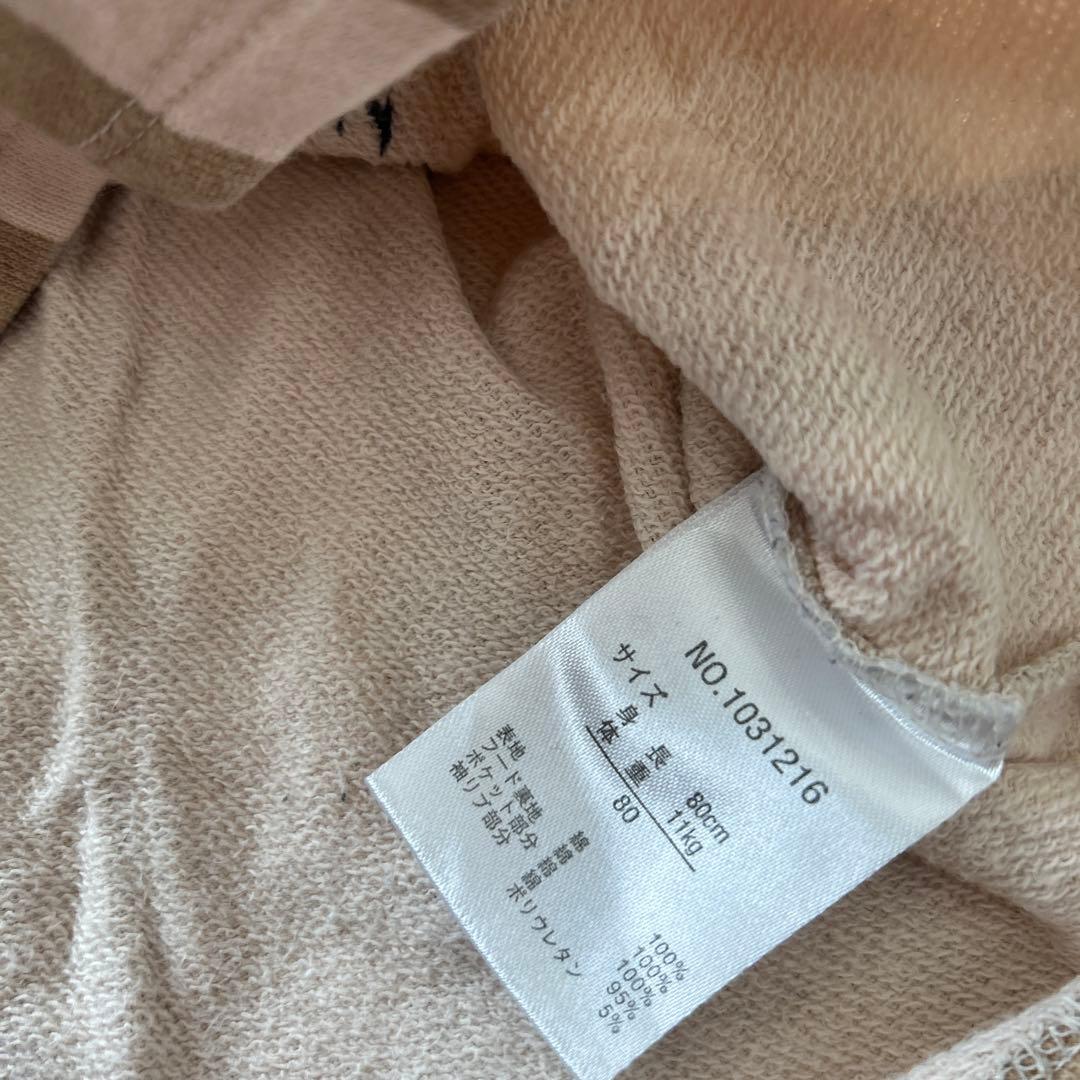 NO.1031216
サイズ
身 長 80cm
体 重 11kg
80
表地 綿 100%
フード裏地 綿 100%
ポケット部分 綿 100%
袖リブ部分 綿 95%
ポリウレタン 5%